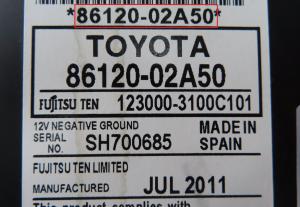 *86120-02A50*
TOYOTA
86120-02A50
FUJITSU TEN 123000-3100C101
12V NEGATIVE GROUND MADE IN
SERIAL NO. SH700685 SPAIN
FUJITSU TEN LIMITED
MANUFACTURED JUL 2011
This product complies with